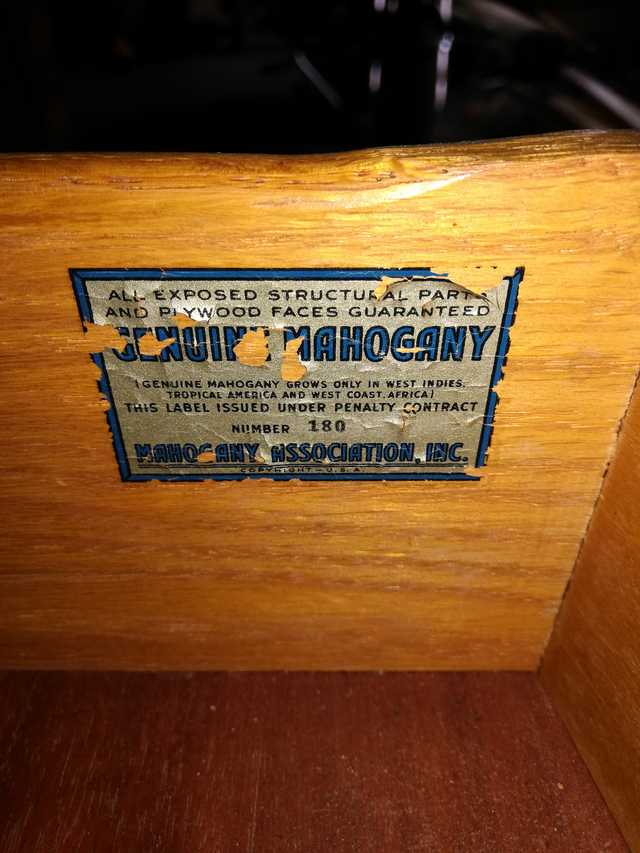 ALL EXPOSED STRUCTURAL PARTS
AND PLYWOOD FACES GUARANTEED
GENUINE MAHOGANY
(GENUINE MAHOGANY GROWS ONLY IN WEST INDIES,
TROPICAL AMERICA AND WEST COAST, AFRICA)
THIS LABEL ISSUED UNDER PENALTY CONTRACT
NUMBER 180
MAHOGANY ASSOCIATION, INC.
COPYRIGHT - U.S.A.